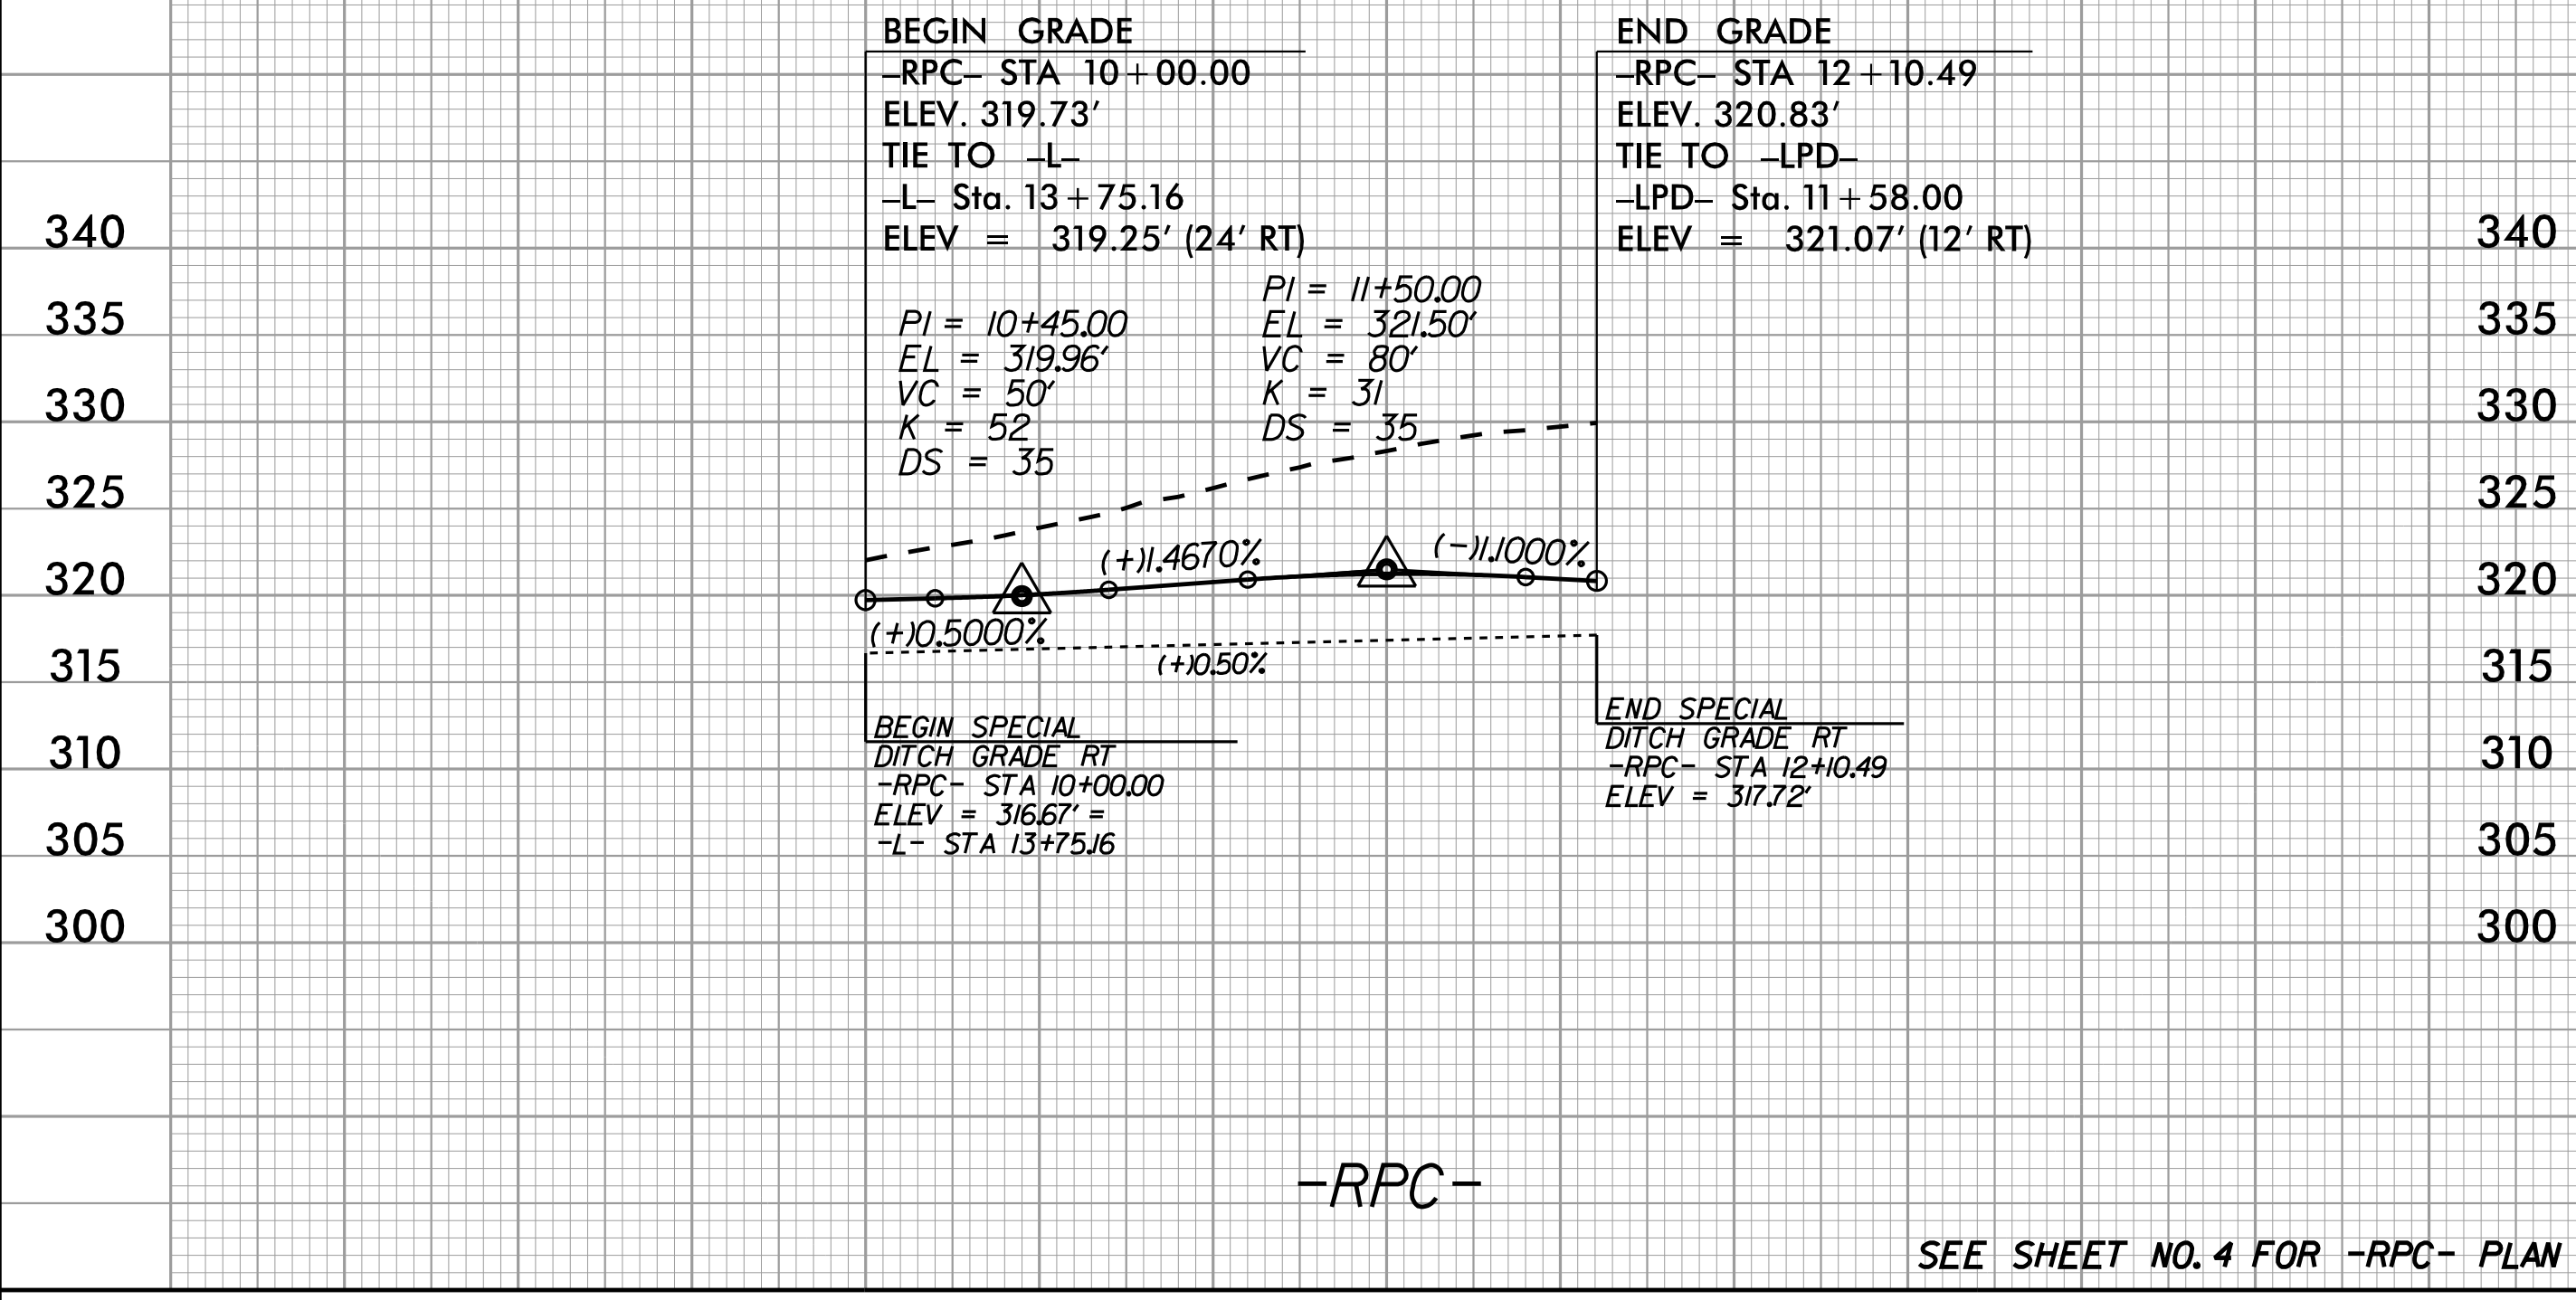 BEGIN GRADE
–RPC– STA 10+00.00
ELEV. 319.73'
TIE TO –L–
–L– Sta. 13+75.16
ELEV = 319.25' (24' RT)
END GRADE
–RPC– STA 12+10.49
ELEV. 320.83'
TIE TO –LPD–
–LPD– Sta. 11+58.00
ELEV = 321.07' (12' RT)
PI = 10+45.00
EL = 319.96'
VC = 50'
K = 52
DS = 35
PI = 11+50.00
EL = 321.50'
VC = 80'
K = 31
DS = 35
340
335
330
325
320
315
310
305
300
340
335
330
325
320
315
310
305
300
(+)0.5000%
(+)1.4670%
(-)1.1000%
(+)0.50%
BEGIN SPECIAL
DITCH GRADE RT
-RPC- STA 10+00.00
ELEV = 316.67' =
-L- STA 13+75.16
END SPECIAL
DITCH GRADE RT
-RPC- STA 12+10.49
ELEV = 317.72'
-RPC-
SEE SHEET NO. 4 FOR -RPC- PLAN